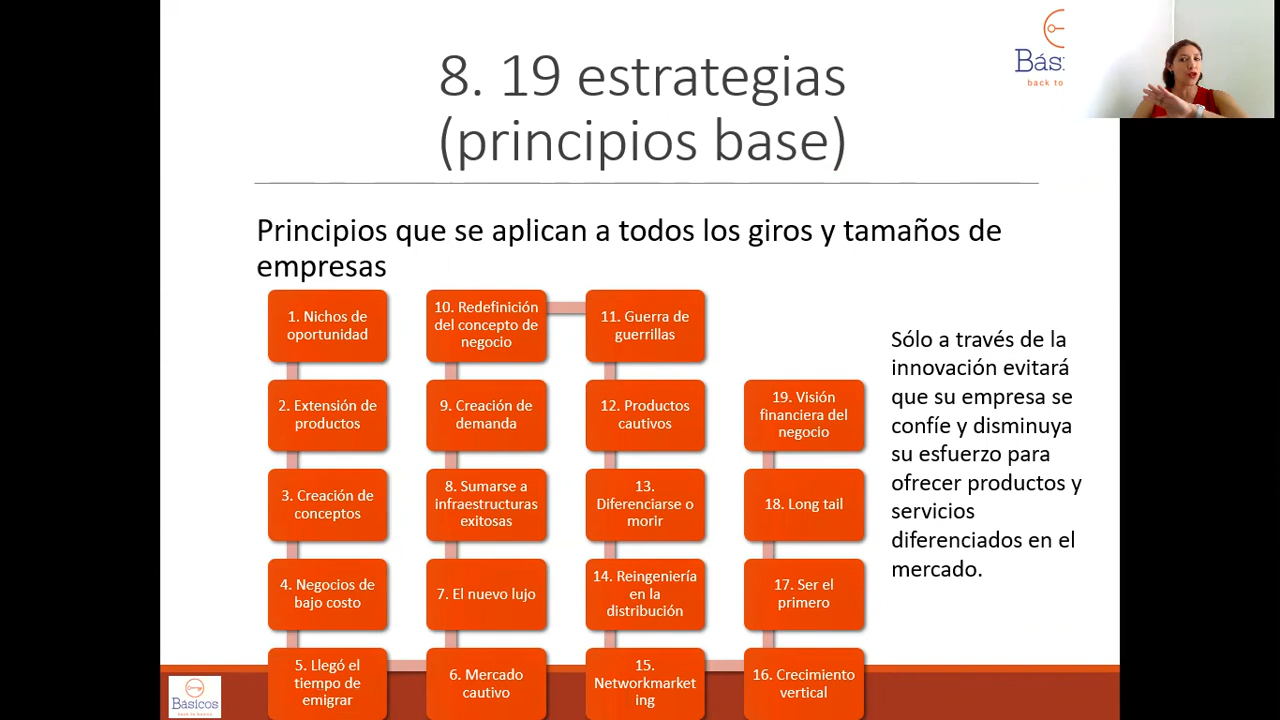 8. 19 estrategias
(principios base)
back to
Principios que se aplican a todos los giros y tamaños de
empresas
1. Nichos de
oportunidad
2. Extensión de
productos
3. Creación de
conceptos
4. Negocios de
bajo costo
5. Llegó el
tiempo de
emigrar
6. Mercado
cautivo
7. El nuevo lujo
8. Sumarse a
infraestructuras
exitosas
9. Creación de
demanda
10. Redefinición
del concepto de
negocio
11. Guerra de
guerrillas
12. Productos
cautivos
13.
Diferenciarse o
morir
14. Reingeniería
en la
distribución
15.
Networkmarket
ing
16. Crecimiento
vertical
17. Ser el
primero
18. Long tail
19. Visión
financiera del
negocio
Sólo a través de la
innovación evitará
que su empresa se
confíe y disminuya
su esfuerzo para
ofrecer productos y
servicios
diferenciados en el
mercado.
Básicos
back to basics